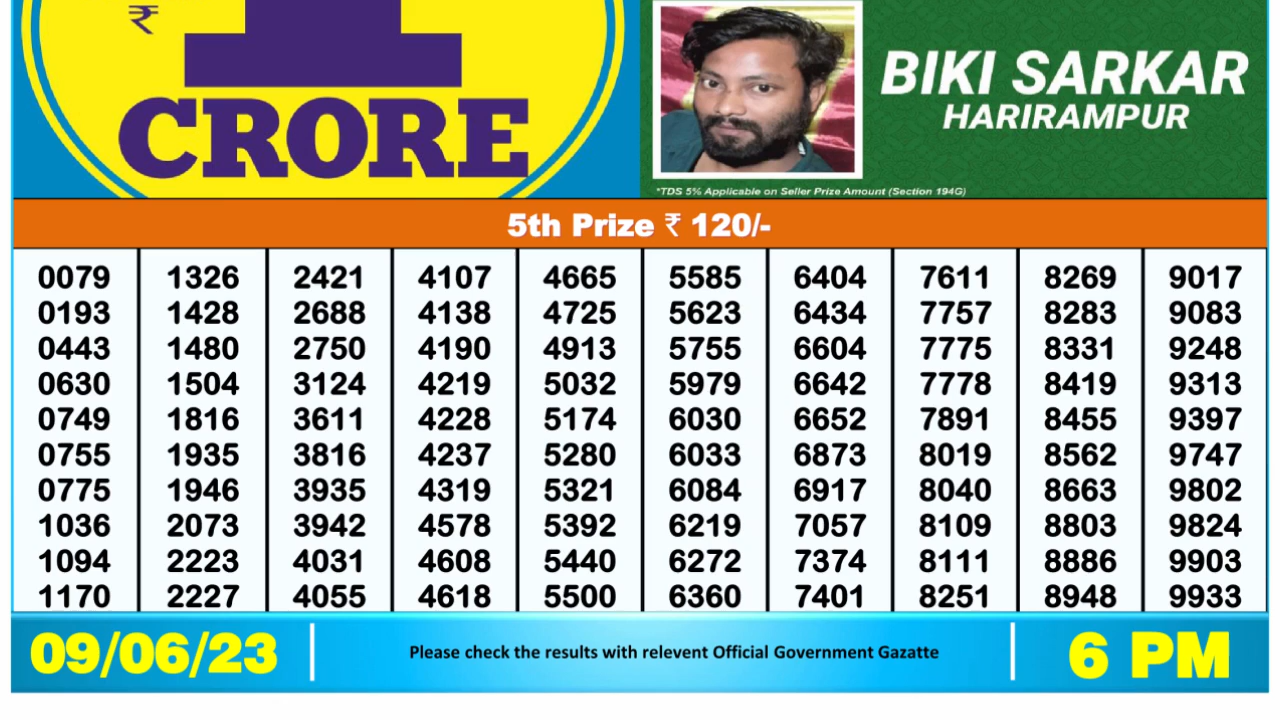 ₹
1
CRORE
BIKI SARKAR
HARIRAMPUR
*TDS 5% Applicable on Seller Prize Amount (Section 194G)
5th Prize ₹ 120/-
0079 1326 2421 4107 4665 5585 6404 7611 8269 9017
0193 1428 2688 4138 4725 5623 6434 7757 8283 9083
0443 1480 2750 4190 4913 5755 6604 7775 8331 9248
0630 1504 3124 4219 5032 5979 6642 7778 8419 9313
0749 1816 3611 4228 5174 6030 6652 7891 8455 9397
0755 1935 3816 4237 5280 6033 6873 8019 8562 9747
0775 1946 3935 4319 5321 6084 6917 8040 8663 9802
1036 2073 3942 4578 5392 6219 7057 8109 8803 9824
1094 2223 4031 4608 5440 6272 7374 8111 8886 9903
1170 2227 4055 4618 5500 6360 7401 8251 8948 9933
09/06/23 Please check the results with relevent Official Government Gazatte 6 PM